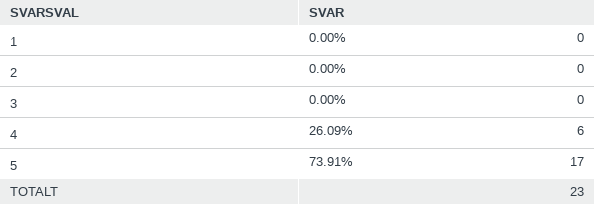 SVARSVAL SVAR
1 0.00% 0
2 0.00% 0
3 0.00% 0
4 26.09% 6
5 73.91% 17
TOTALT 23